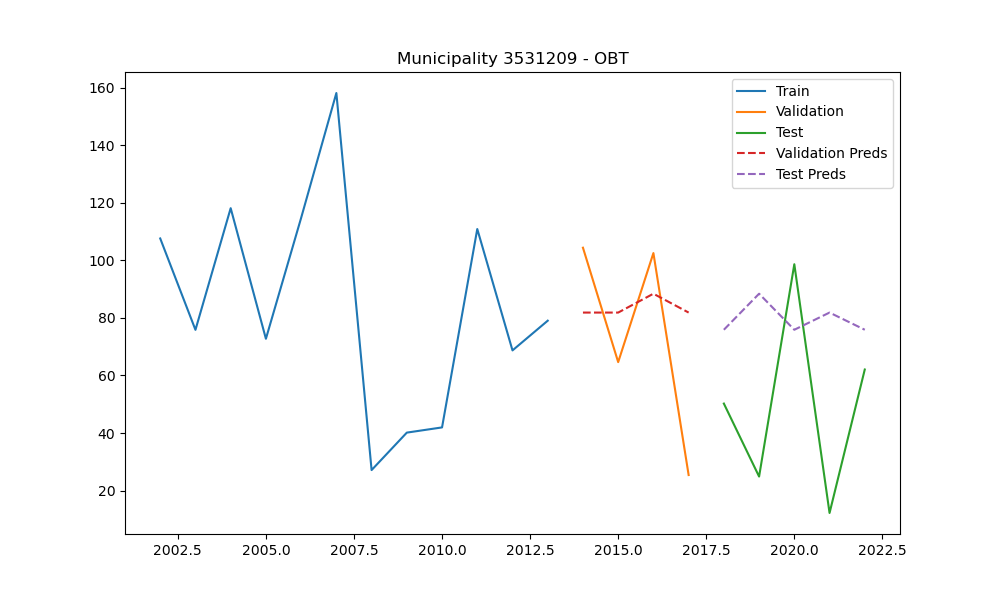 Municipality 3531209 - OBT
Train
Validation
Test
Validation Preds
Test Preds
160
140
120
100
80
60
40
20
2002.5 2005.0 2007.5 2010.0 2012.5 2015.0 2017.5 2020.0 2022.5